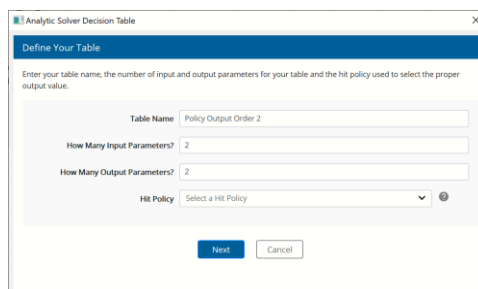 Analytic Solver Decision Table
Define Your Table
Enter your table name, the number of input and output parameters for your table and the hit policy used to select the proper
output value.
Table Name Policy Output Order 2
How Many Input Parameters? 2
How Many Output Parameters? 2
Hit Policy Select a Hit Policy ?
Next Cancel